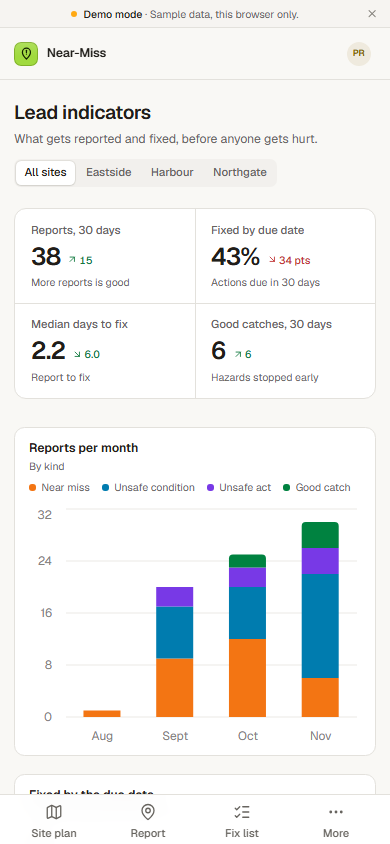 Demo mode · Sample data, this browser only.
Near-Miss
PR
Lead indicators
What gets reported and fixed, before anyone gets hurt.
All sites Eastside Harbour Northgate
Reports, 30 days
38 ↗ 15
More reports is good
Fixed by due date
43% ↘ 34 pts
Actions due in 30 days
Median days to fix
2.2 ↘ 6.0
Report to fix
Good catches, 30 days
6 ↗ 6
Hazards stopped early
Reports per month
By kind
Near miss Unsafe condition Unsafe act Good catch
32
24
16
8
0
Aug Sept Oct Nov
Fixed by the due date
Site plan Report Fix list More